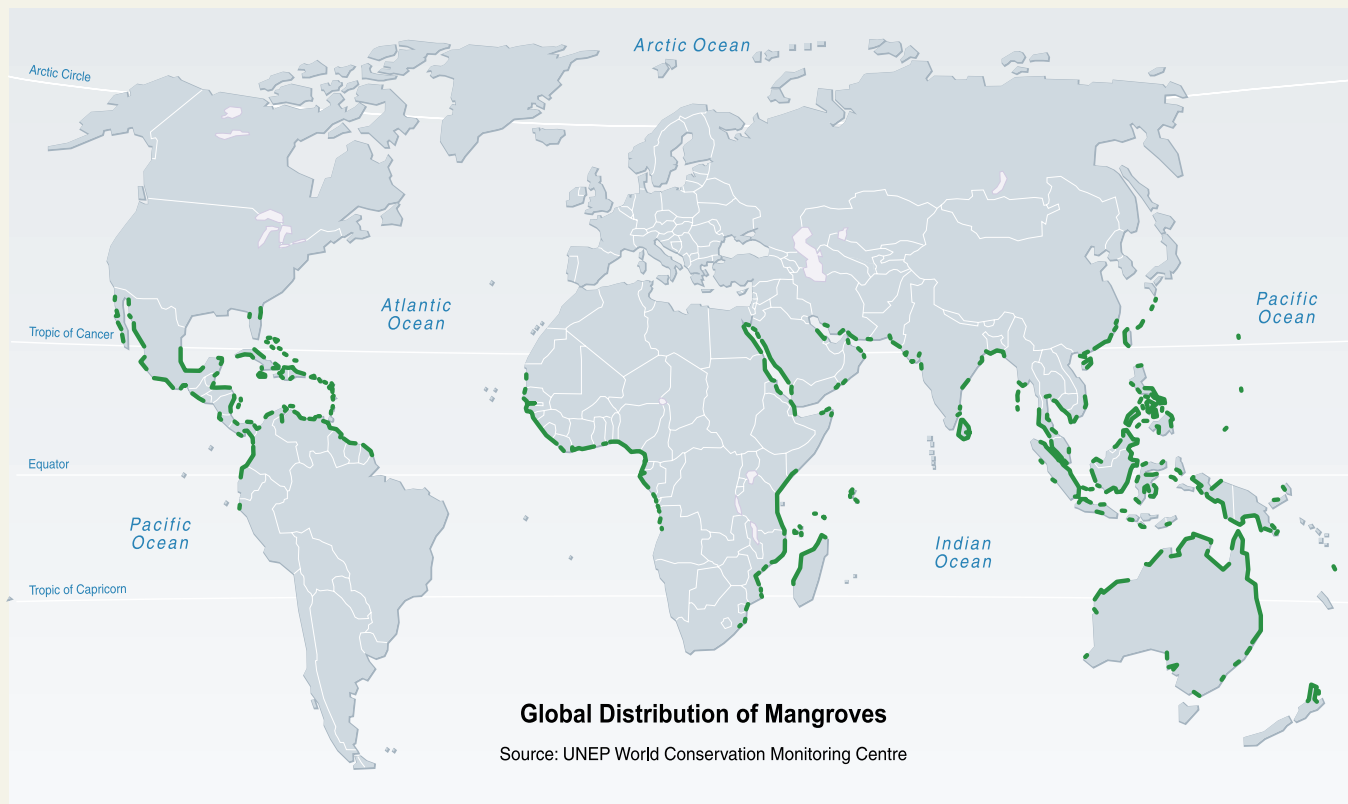 Arctic Ocean
Arctic Circle
Atlantic
Ocean
Pacific
Ocean
Tropic of Cancer
Equator
Pacific
Ocean
Indian
Ocean
Tropic of Capricorn
Global Distribution of Mangroves
Source: UNEP World Conservation Monitoring Centre